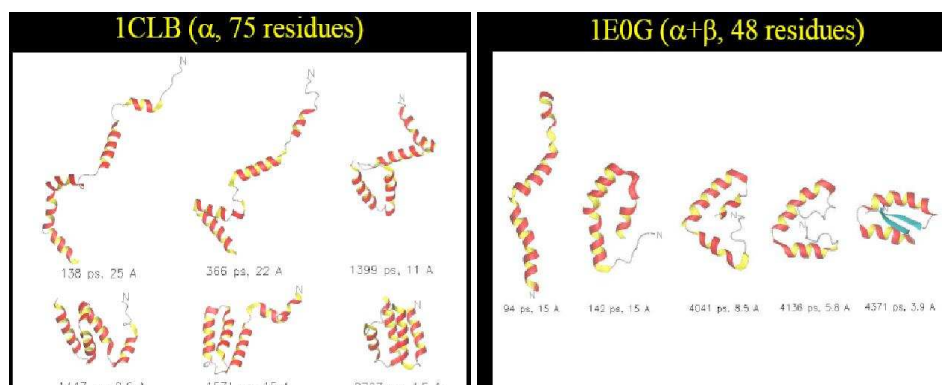 1CLB (α, 75 residues)
N
N
N
138 ps, 25 A
366 ps, 22 A
1399 ps, 11 A
N
N
N
1E0G (α+β, 48 residues)
N
N
N
N
94 ps, 15 A
142 ps, 15 A
4041 ps, 8.5 A
4136 ps, 5.8 A
4371 ps, 3.9 A